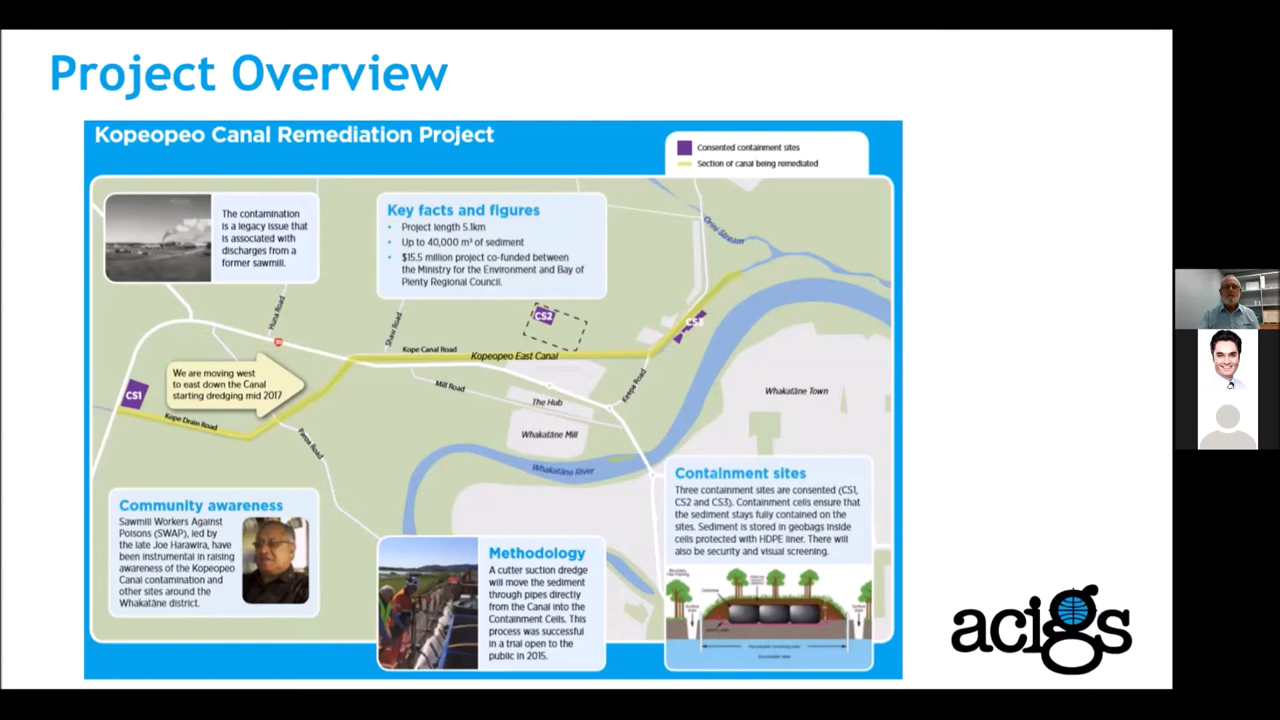 Project Overview
Kopeopeo Canal Remediation Project
Consented containment sites
Section of canal being remediated
The contamination
is a legacy issue that
is associated with
discharges from a
former sawmill.
Key facts and figures
• Project length 5.1km
• Up to 40,000 m³ of sediment
• $15.5 million project co-funded between
the Ministry for the Environment and Bay of
Plenty Regional Council.
Orini Stream
Huna Road
Shaw Road
CS2
CS3
Kope Canal Road
Kopeopeo East Canal
We are moving west
to east down the Canal
starting dredging mid 2017
CS1
Kope Drain Road
Mill Road
Keepa Road
The Hub
Whakatāne Town
Paroa Road
Whakatāne Mill
Whakatāne River
Community awareness
Sawmill Workers Against
Poisons (SWAP), led by
the late Joe Harawira, have
been instrumental in raising
awareness of the Kopeopeo
Canal contamination and
other sites around the
Whakatāne district.
Methodology
A cutter suction dredge
will move the sediment
through pipes directly
from the Canal into the
Containment Cells. This
process was successful
in a trial open to the
public in 2015.
Containment sites
Three containment sites are consented (CS1,
CS2 and CS3). Containment cells ensure that
the sediment stays fully contained on the
sites. Sediment is stored in geobags inside
cells protected with HDPE liner. There will
also be security and visual screening.
acigs